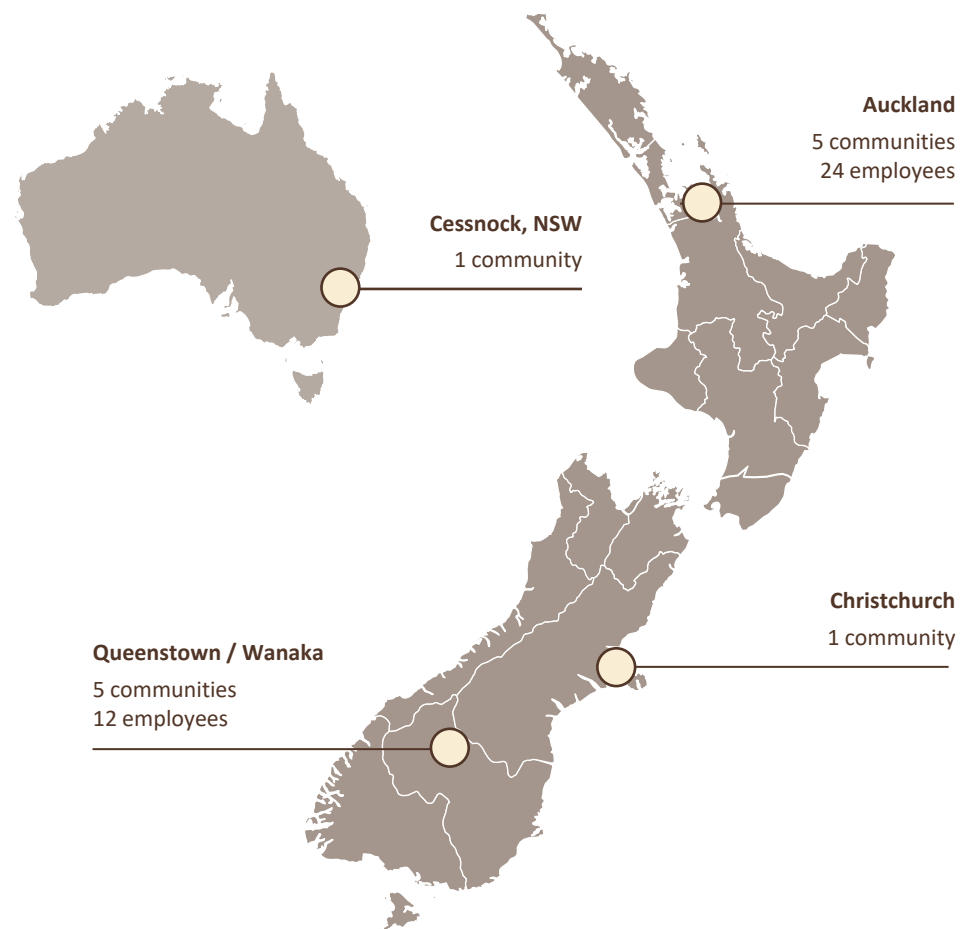 Auckland
5 communities
24 employees
Cessnock, NSW
1 community
Christchurch
1 community
Queenstown / Wanaka
5 communities
12 employees